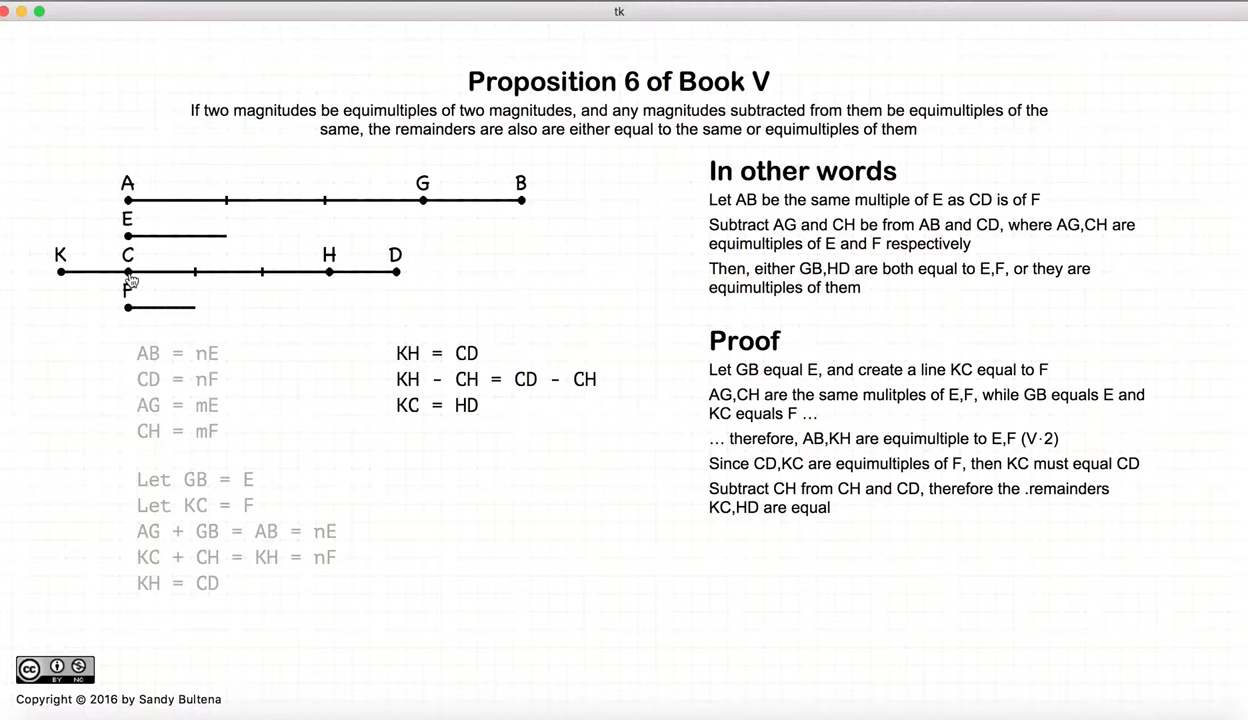 tk
Proposition 6 of Book V
If two magnitudes be equimultiples of two magnitudes, and any magnitudes subtracted from them be equimultiples of the
same, the remainders are also are either equal to the same or equimultiples of them
A G B
E
K C H D
F
AB = nE
CD = nF
AG = mE
CH = mF
Let GB = E
Let KC = F
AG + GB = AB = nE
KC + CH = KH = nF
KH = CD
KH = CD
KH - CH = CD - CH
KC = HD
In other words
Let AB be the same multiple of E as CD is of F
Subtract AG and CH be from AB and CD, where AG,CH are
equimultiples of E and F respectively
Then, either GB,HD are both equal to E,F, or they are
equimultiples of them
Proof
Let GB equal E, and create a line KC equal to F
AG,CH are the same mulitples of E,F, while GB equals E and
KC equals F …
… therefore, AB,KH are equimultiple to E,F (V·2)
Since CD,KC are equimultiples of F, then KC must equal CD
Subtract CH from CH and CD, therefore the .remainders
KC,HD are equal
cc BY NC
Copyright © 2016 by Sandy Bultena